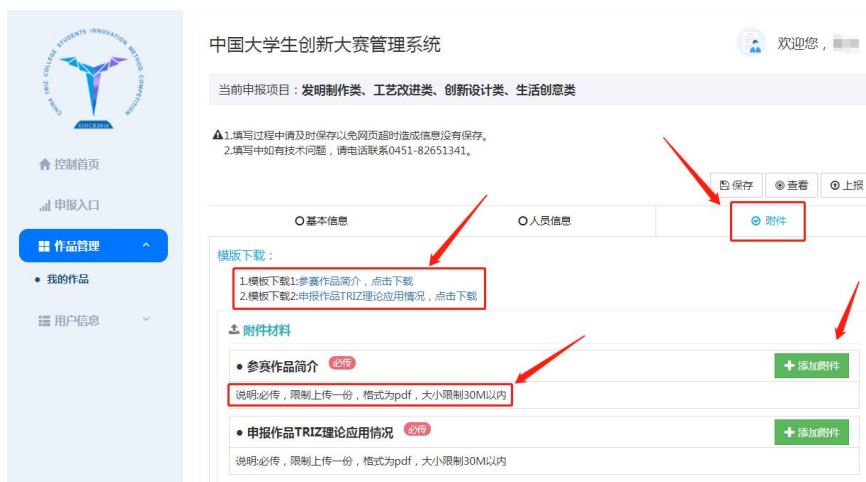 CHINA TRIZ COLLEGE STUDENTS INNOVATION METHOD COMPETITION
SINCE2018
中国大学生创新大赛管理系统
欢迎您，
当前申报项目：发明制作类、工艺改进类、创新设计类、生活创意类
1.填写过程中请及时保存以免网页超时造成信息没有保存。
2.填写中如有技术问题，请电话联系0451-82651341。
控制首页
申报入口
作品管理
我的作品
用户信息
保存 查看 上报
基本信息 人员信息 附件
模版下载：
1.模板下载1:参赛作品简介，点击下载
2.模板下载2:申报作品TRIZ理论应用情况，点击下载
附件材料
● 参赛作品简介 必传 添加附件
说明:必传，限制上传一份，格式为pdf，大小限制30M以内
● 申报作品TRIZ理论应用情况 必传 添加附件
说明:必传，限制上传一份，格式为pdf，大小限制30M以内